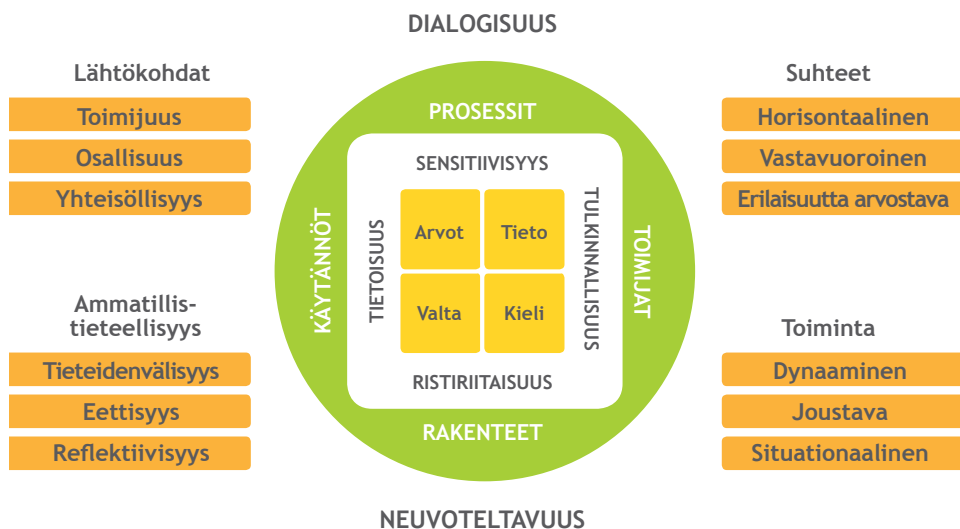 DIALOGISUUS
Lähtökohdat
Toimijuus
Osallisuus
Yhteisöllisyys
Suhteet
Horisontaalinen
Vastavuoroinen
Erilaisuutta arvostava
PROSESSIT
KÄYTÄNNÖT
TOIMIJAT
RAKENTEET
SENSITIIVISYYS
TIETOISUUS
TULKINNALLISUUS
RISTIRIITAISUUS
Arvot
Tieto
Valta
Kieli
Ammatillis-
tieteellisyys
Tieteidenvälisyys
Eettisyys
Reflektiivisyys
Toiminta
Dynaaminen
Joustava
Situationaalinen
NEUVOTELTAVUUS